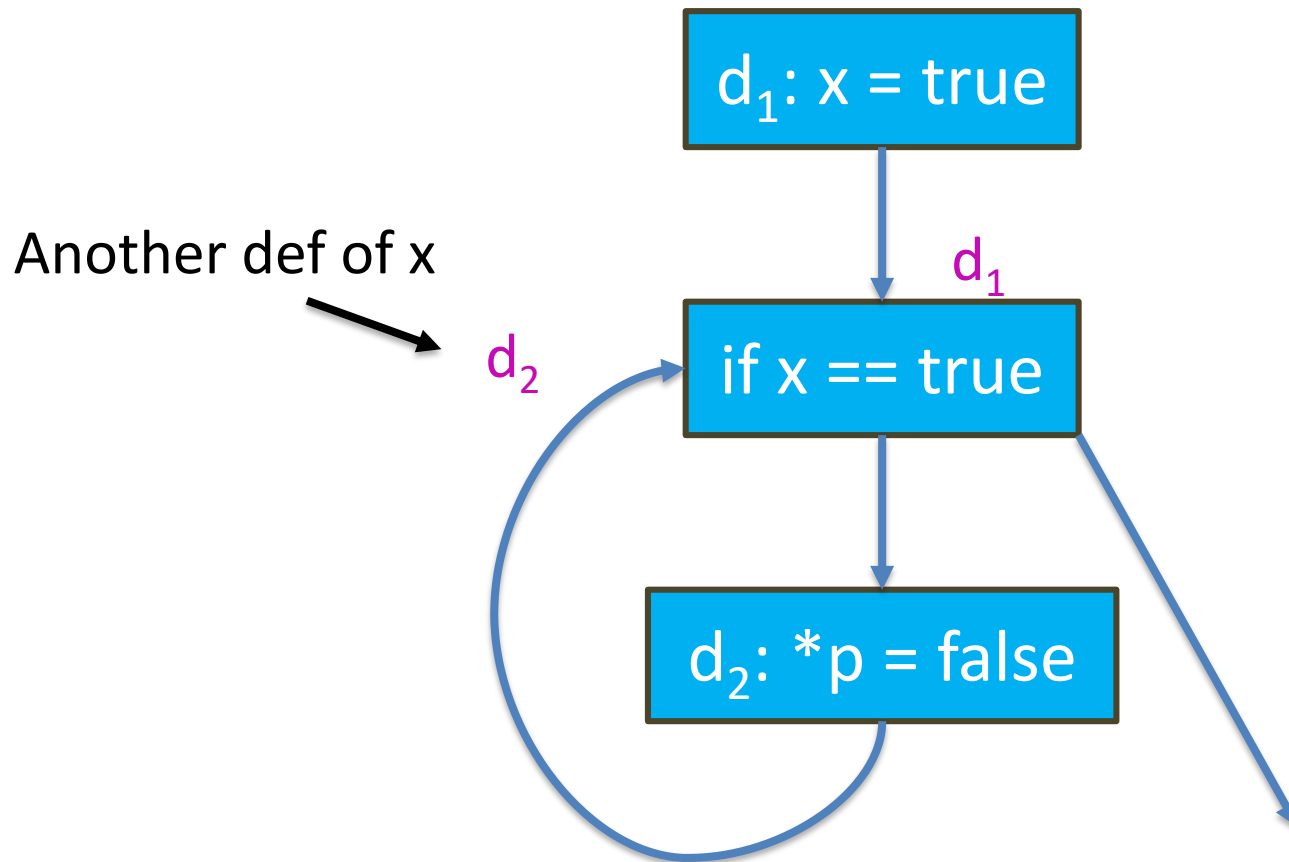 d₁: x = true
Another def of x
d₁
d₂
if x == true
d₂: *p = false